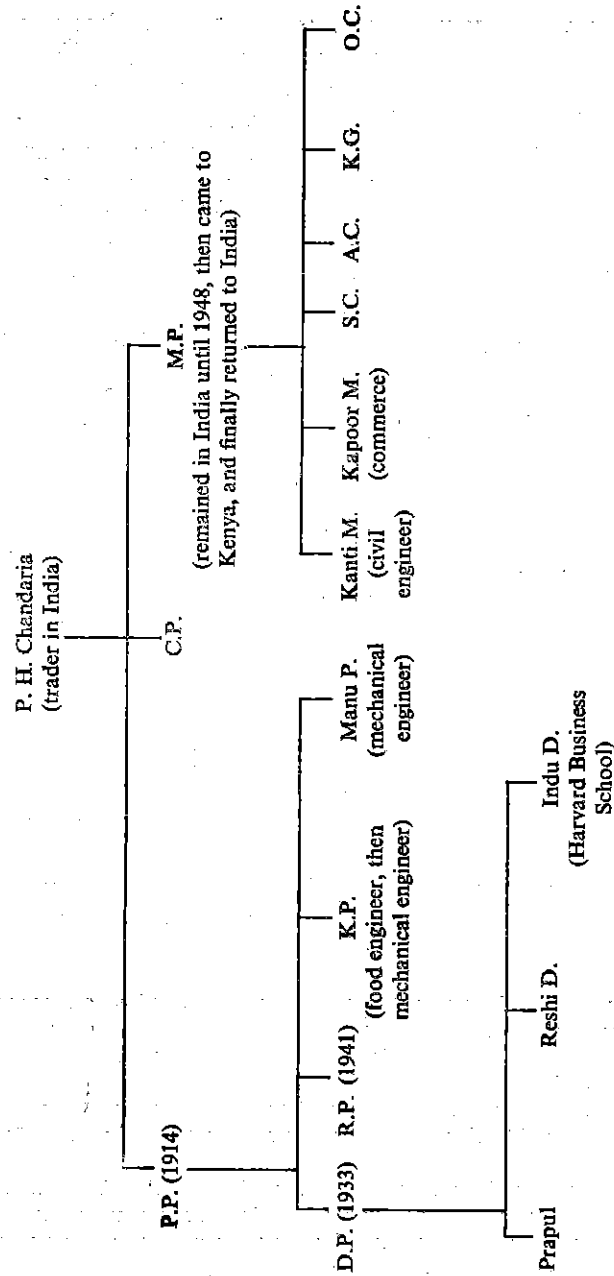 P. H. Chandaria
(trader in India)
P.P. (1914)
C.P.
M.P.
(remained in India until 1948, then came to
Kenya, and finally returned to India)
D.P. (1933)
R.P. (1941)
K.P.
(food engineer, then
mechanical engineer)
Manu P.
(mechanical
engineer)
Kanti M.
(civil
engineer)
Kapoor M.
(commerce)
S.C.
A.C.
K.G.
O.C.
Prapul
Reshi D.
Indu D.
(Harvard Business
School)